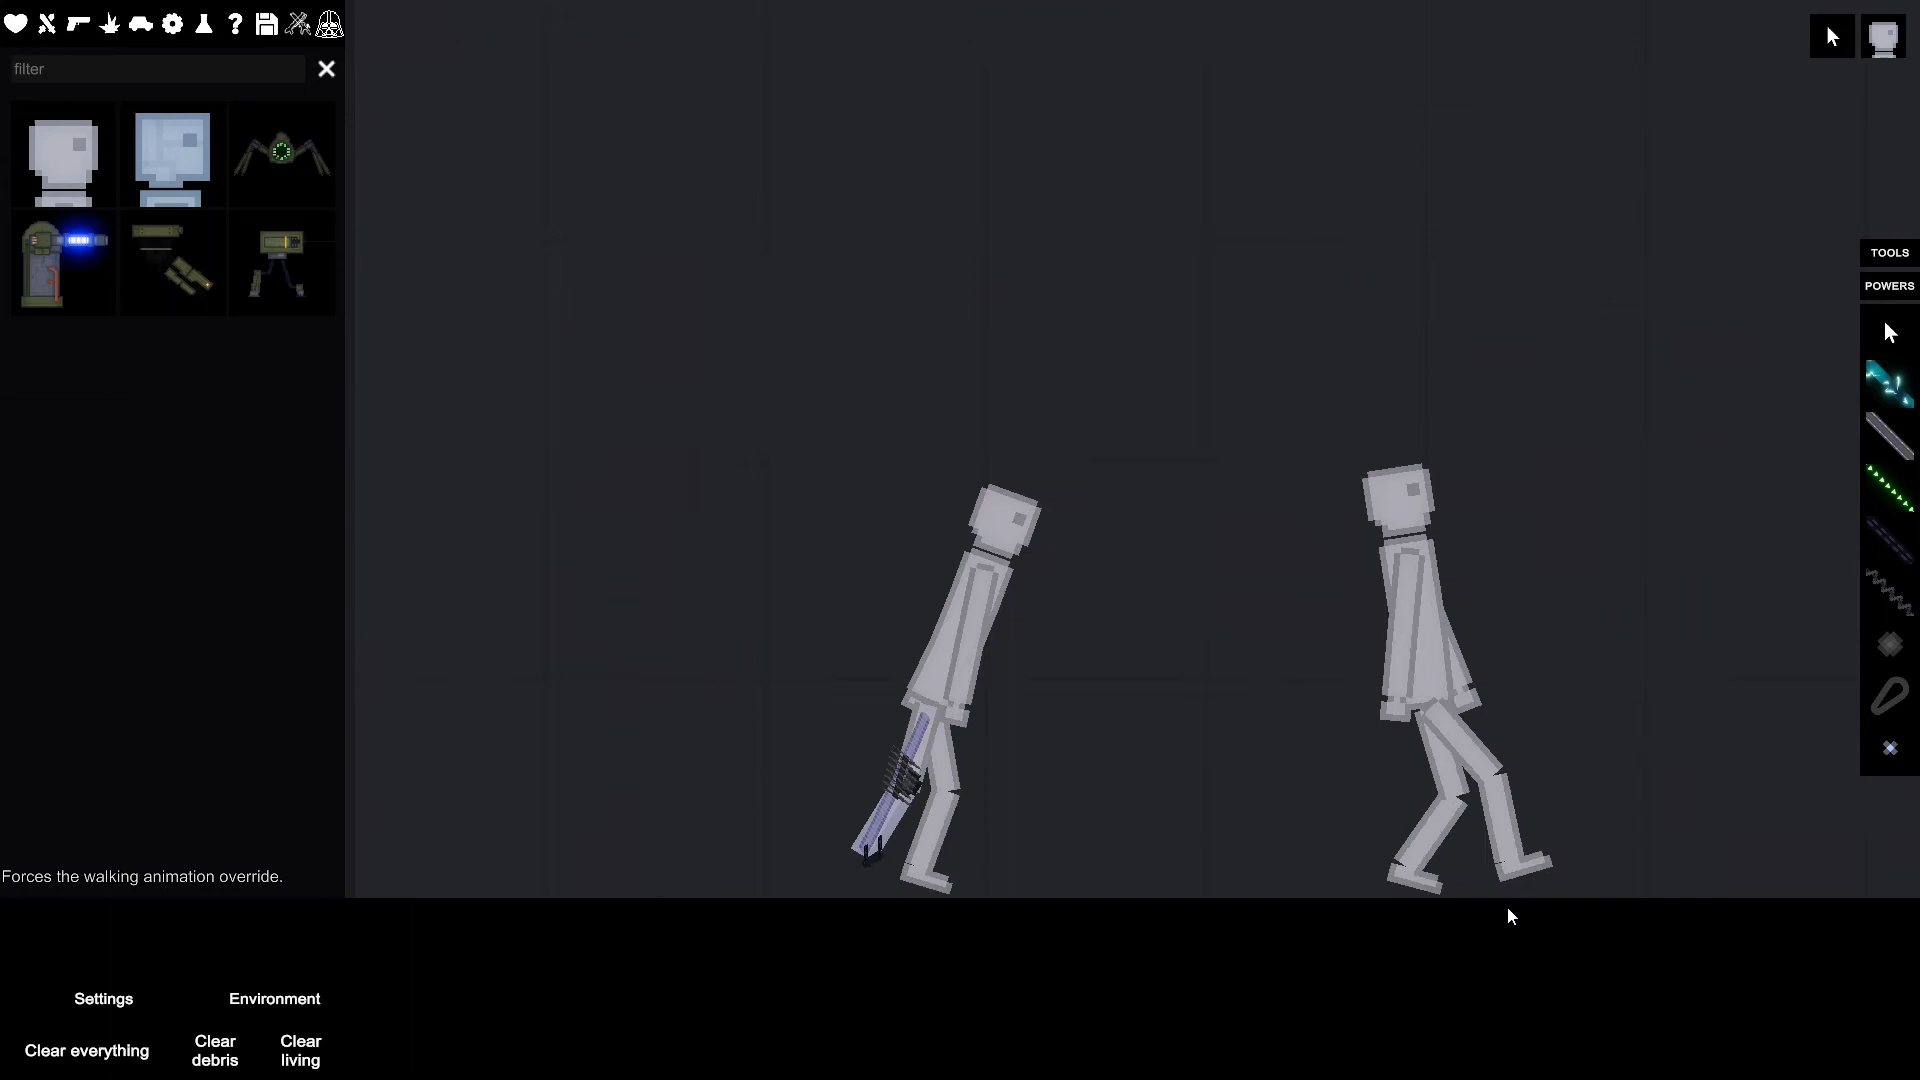 filter
TOOLS
POWERS
Forces the walking animation override.
Settings
Environment
Clear everything
Clear
debris
Clear
living